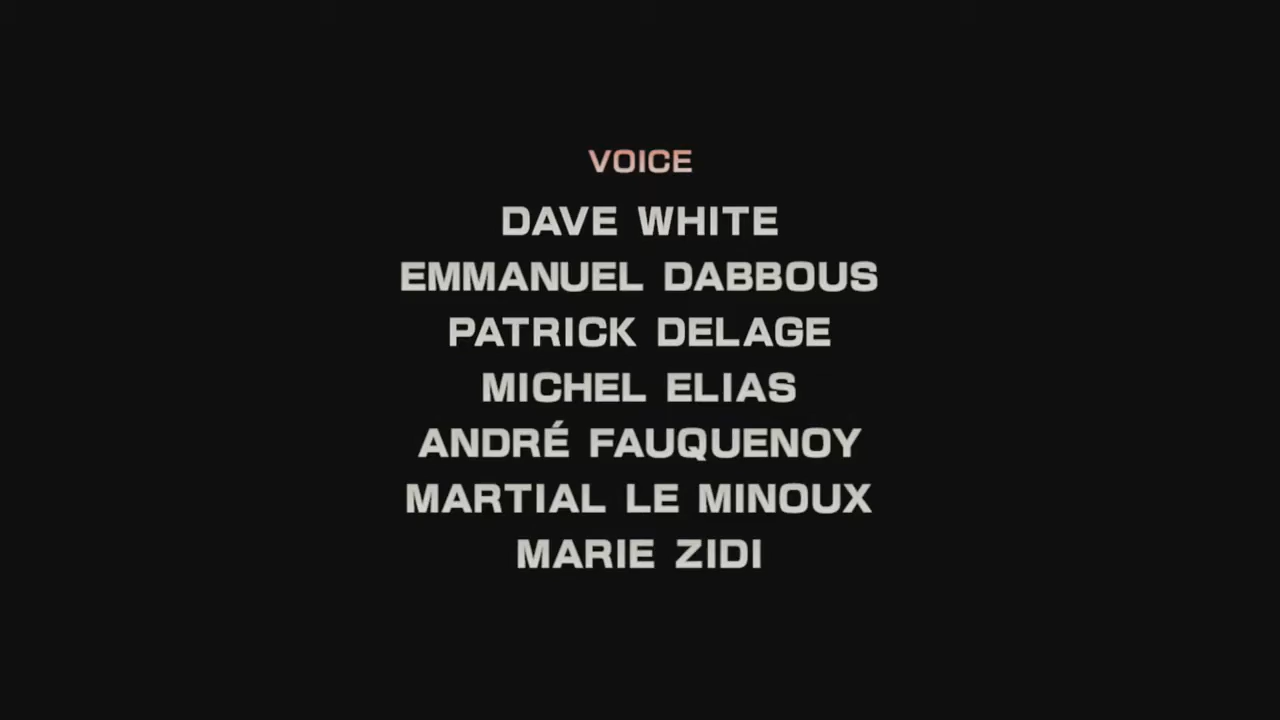 VOICE
DAVE WHITE
EMMANUEL DABBOUS
PATRICK DELAGE
MICHEL ELIAS
ANDRÉ FAUQUENOY
MARTIAL LE MINOUX
MARIE ZIDI